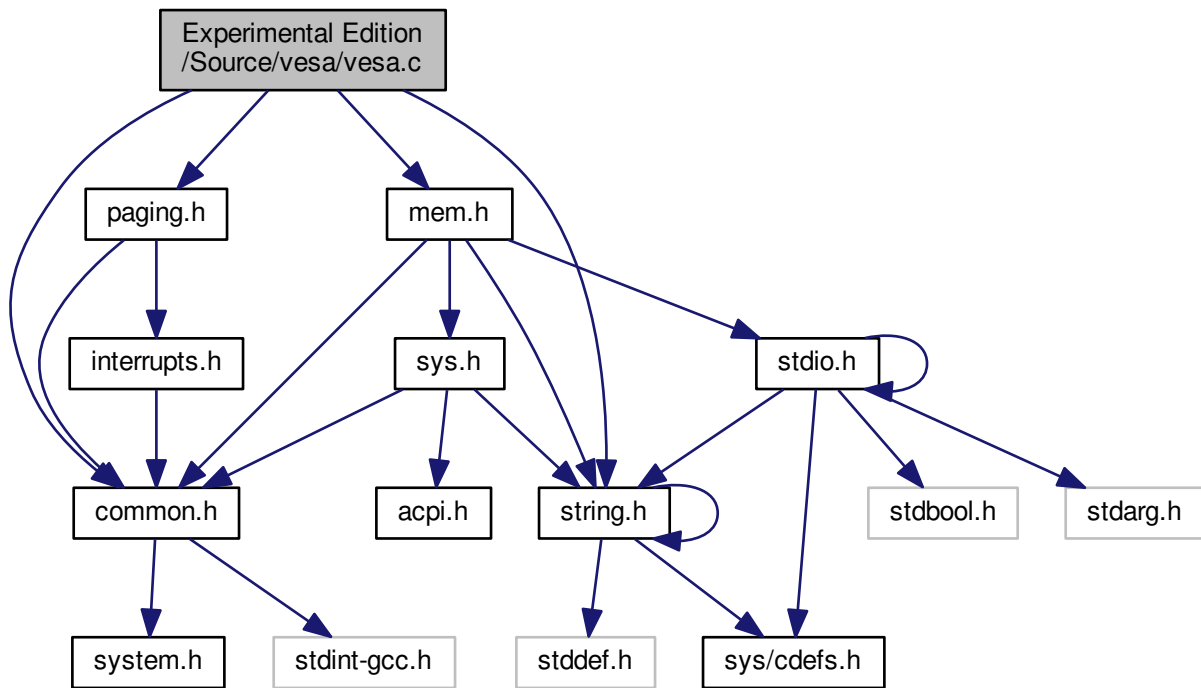 Experimental Edition
/Source/vesa/vesa.c
paging.h
mem.h
interrupts.h
sys.h
stdio.h
common.h
acpi.h
string.h
stdbool.h
stdarg.h
system.h
stdint-gcc.h
stddef.h
sys/cdefs.h